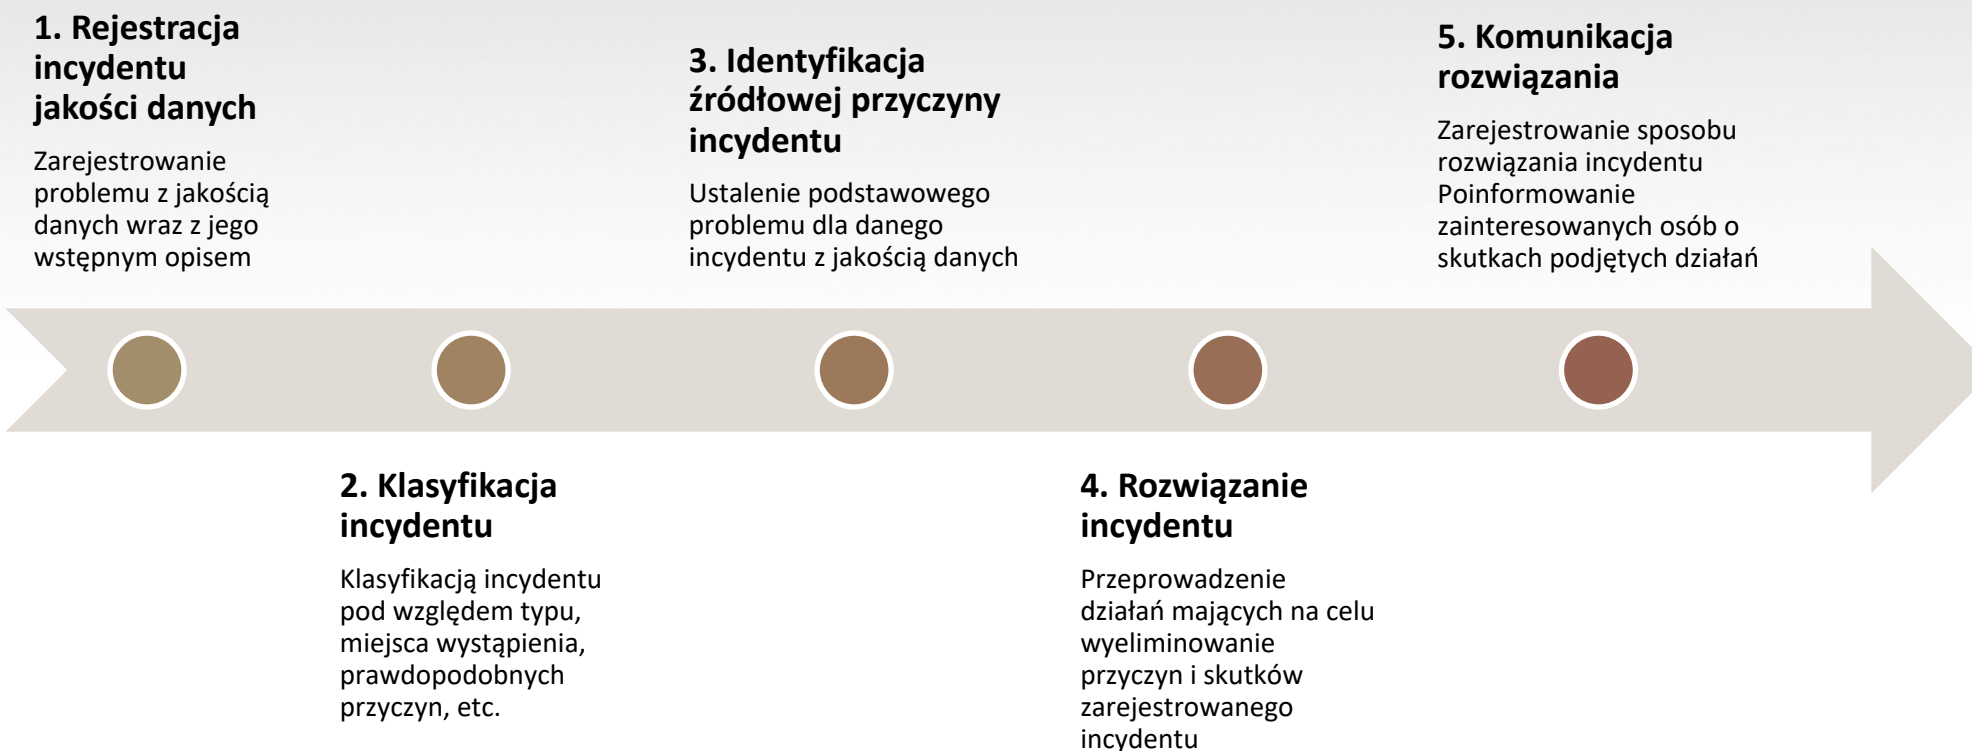 1. Rejestracja
incydentu
jakości danych
Zarejestrowanie
problemu z jakością
danych wraz z jego
wstępnym opisem
2. Klasyfikacja
incydentu
Klasyfikacją incydentu
pod względem typu,
miejsca wystąpienia,
prawdopodobnych
przyczyn, etc.
3. Identyfikacja
źródłowej przyczyny
incydentu
Ustalenie podstawowego
problemu dla danego
incydentu z jakością danych
4. Rozwiązanie
incydentu
Przeprowadzenie
działań mających na celu
wyeliminowanie
przyczyn i skutków
zarejestrowanego
incydentu
5. Komunikacja
rozwiązania
Zarejestrowanie sposobu
rozwiązania incydentu
Poinformowanie
zainteresowanych osób o
skutkach podjętych działań